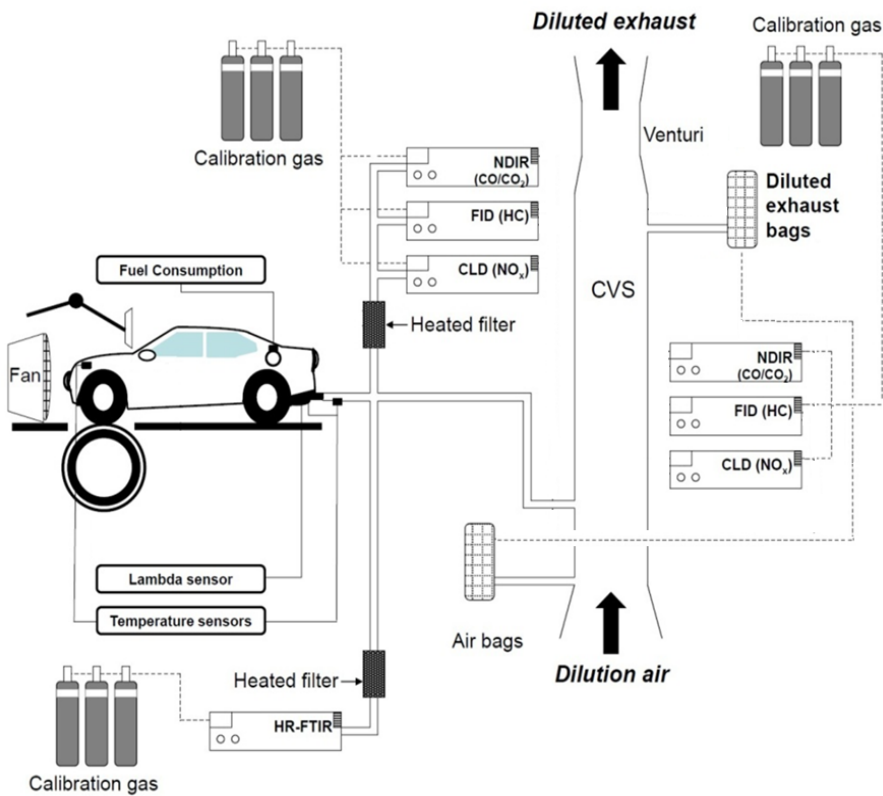 Diluted exhaust
Calibration gas
Calibration gas
Venturi
NDIR
(CO/CO₂)
FID (HC)
CLD (NOₓ)
Diluted
exhaust
bags
Fuel Consumption
CVS
Heated filter
Fan
NDIR
(CO/CO₂)
FID (HC)
CLD (NOₓ)
Lambda sensor
Temperature sensors
Air bags
Dilution air
Heated filter
HR-FTIR
Calibration gas